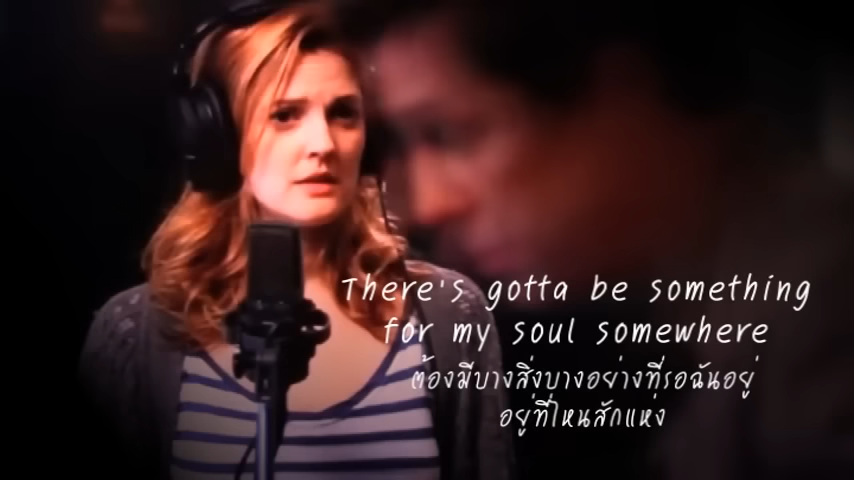 There's gotta be something
for my soul somewhere
ต้องมีบางสิ่งบางอย่างที่รอฉันอยู่
อยู่ที่ไหนสักแห่ง